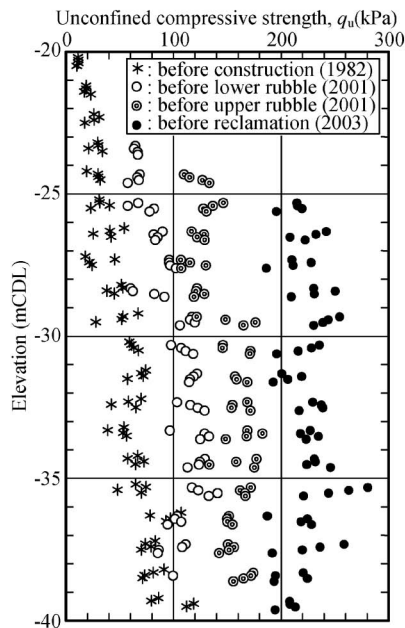 Unconfined compressive strength, qu(kPa)
0 100 200 300
∗ : before construction (1982)
○ : before lower rubble (2001)
◎ : before upper rubble (2001)
● : before reclamation (2003)
Elevation (mCDL)
-20
-25
-30
-35
-40